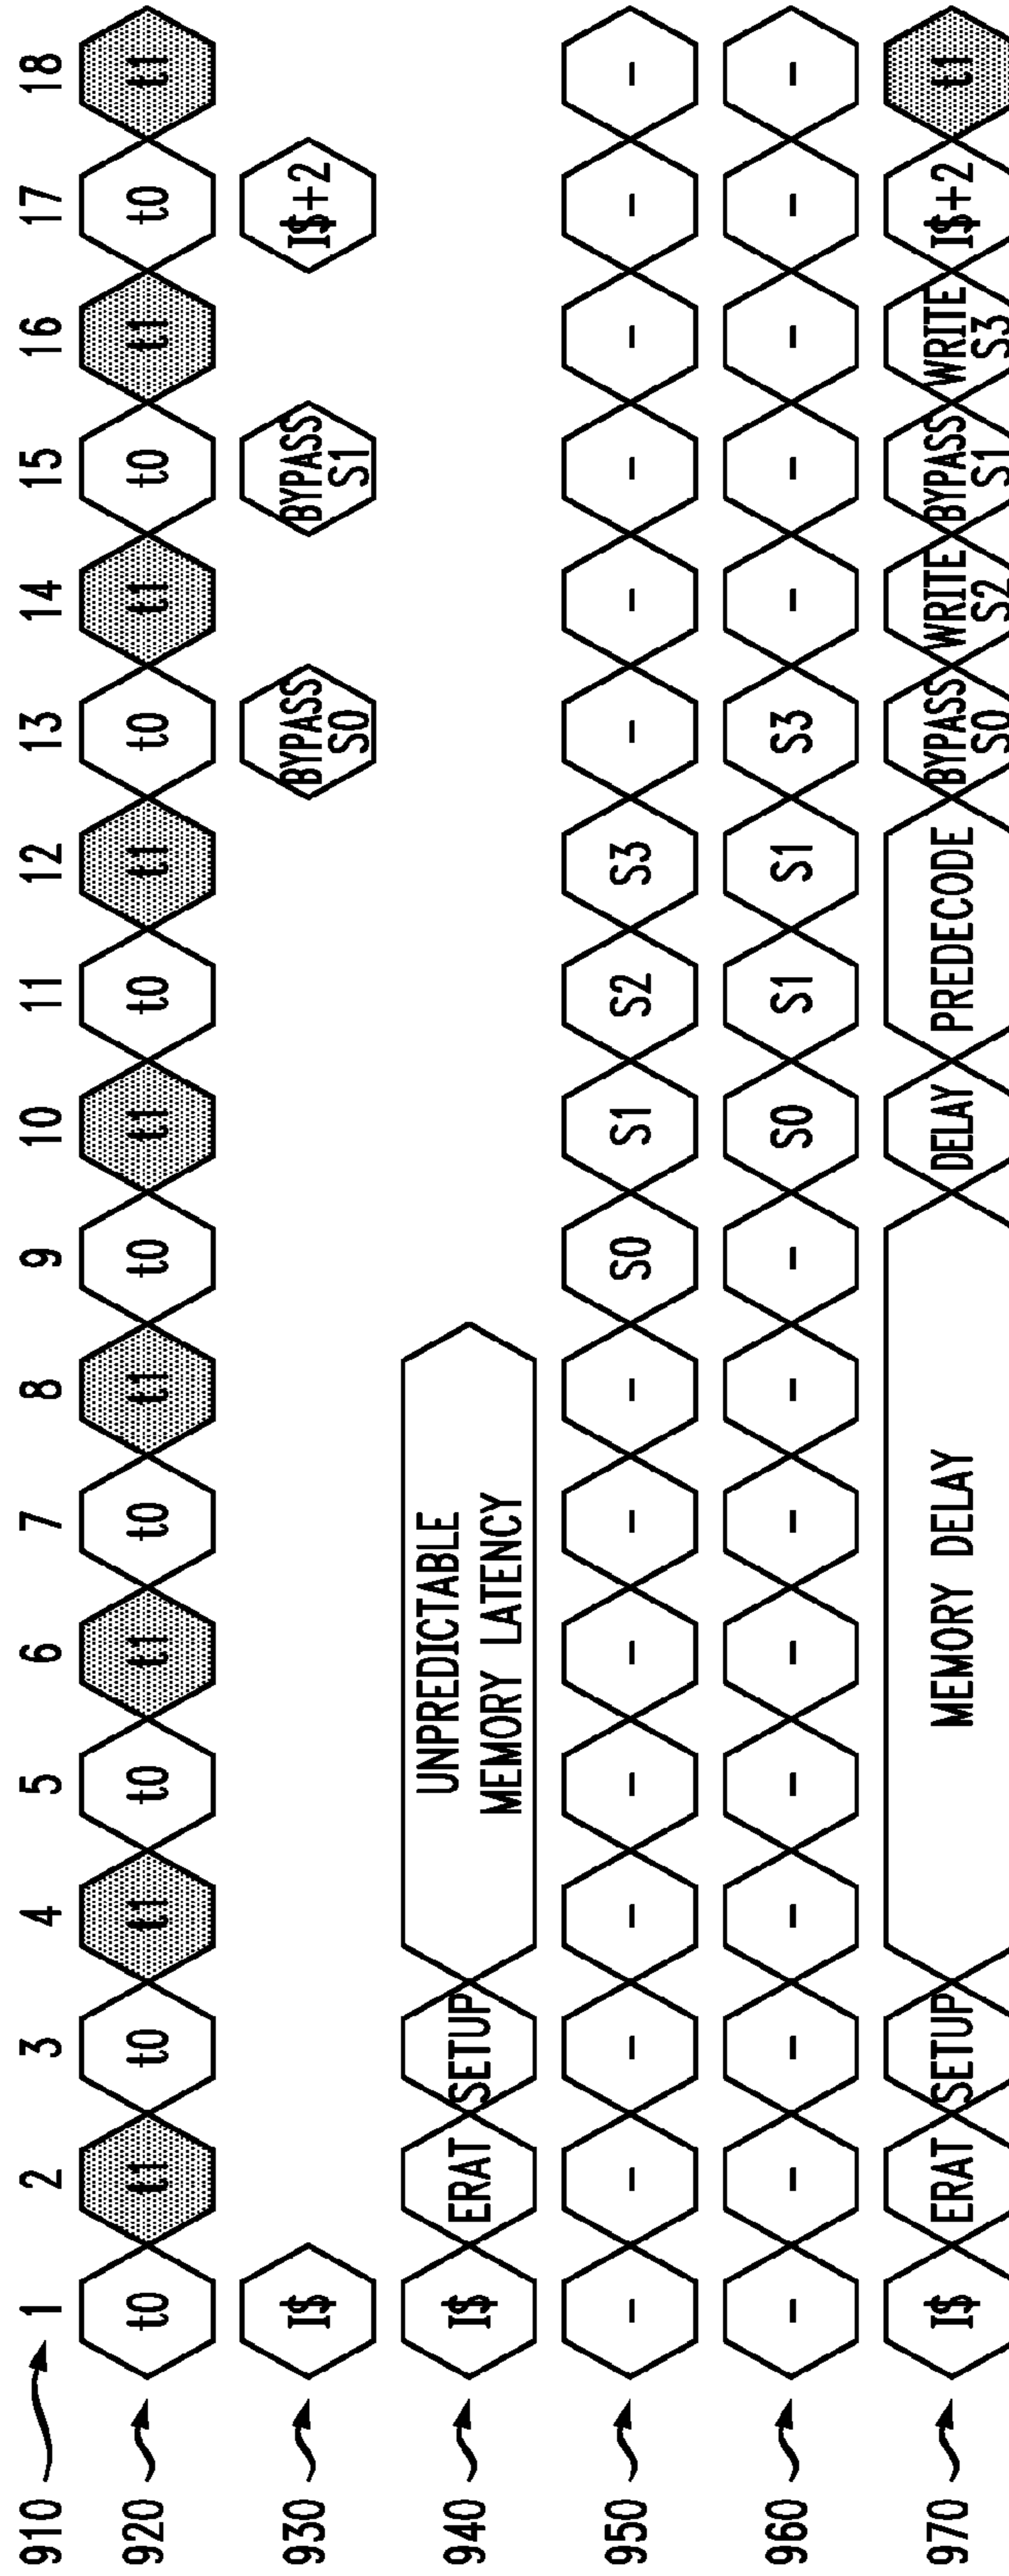 910 1 2 3 4 5 6 7 8 9 10 11 12 13 14 15 16 17 18
920 t0 t1 t0 t1 t0 t1 t0 t1 t0 t1 t0 t1 t0 t1 t0 t1 t0 t1
930 I$ BYPASS S0 BYPASS S1 I$+2
940 I$ ERAT SETUP UNPREDICTABLE
MEMORY LATENCY
950 - - - - - - - - S0 S1 S2 S3 - - - - - -
960 - - - - - - - - - S0 S1 S1 S3 - - - - -
970 I$ ERAT SETUP MEMORY DELAY DELAY PREDECODE BYPASS S0 WRITE S2 BYPASS S1 WRITE S3 I$+2 t1